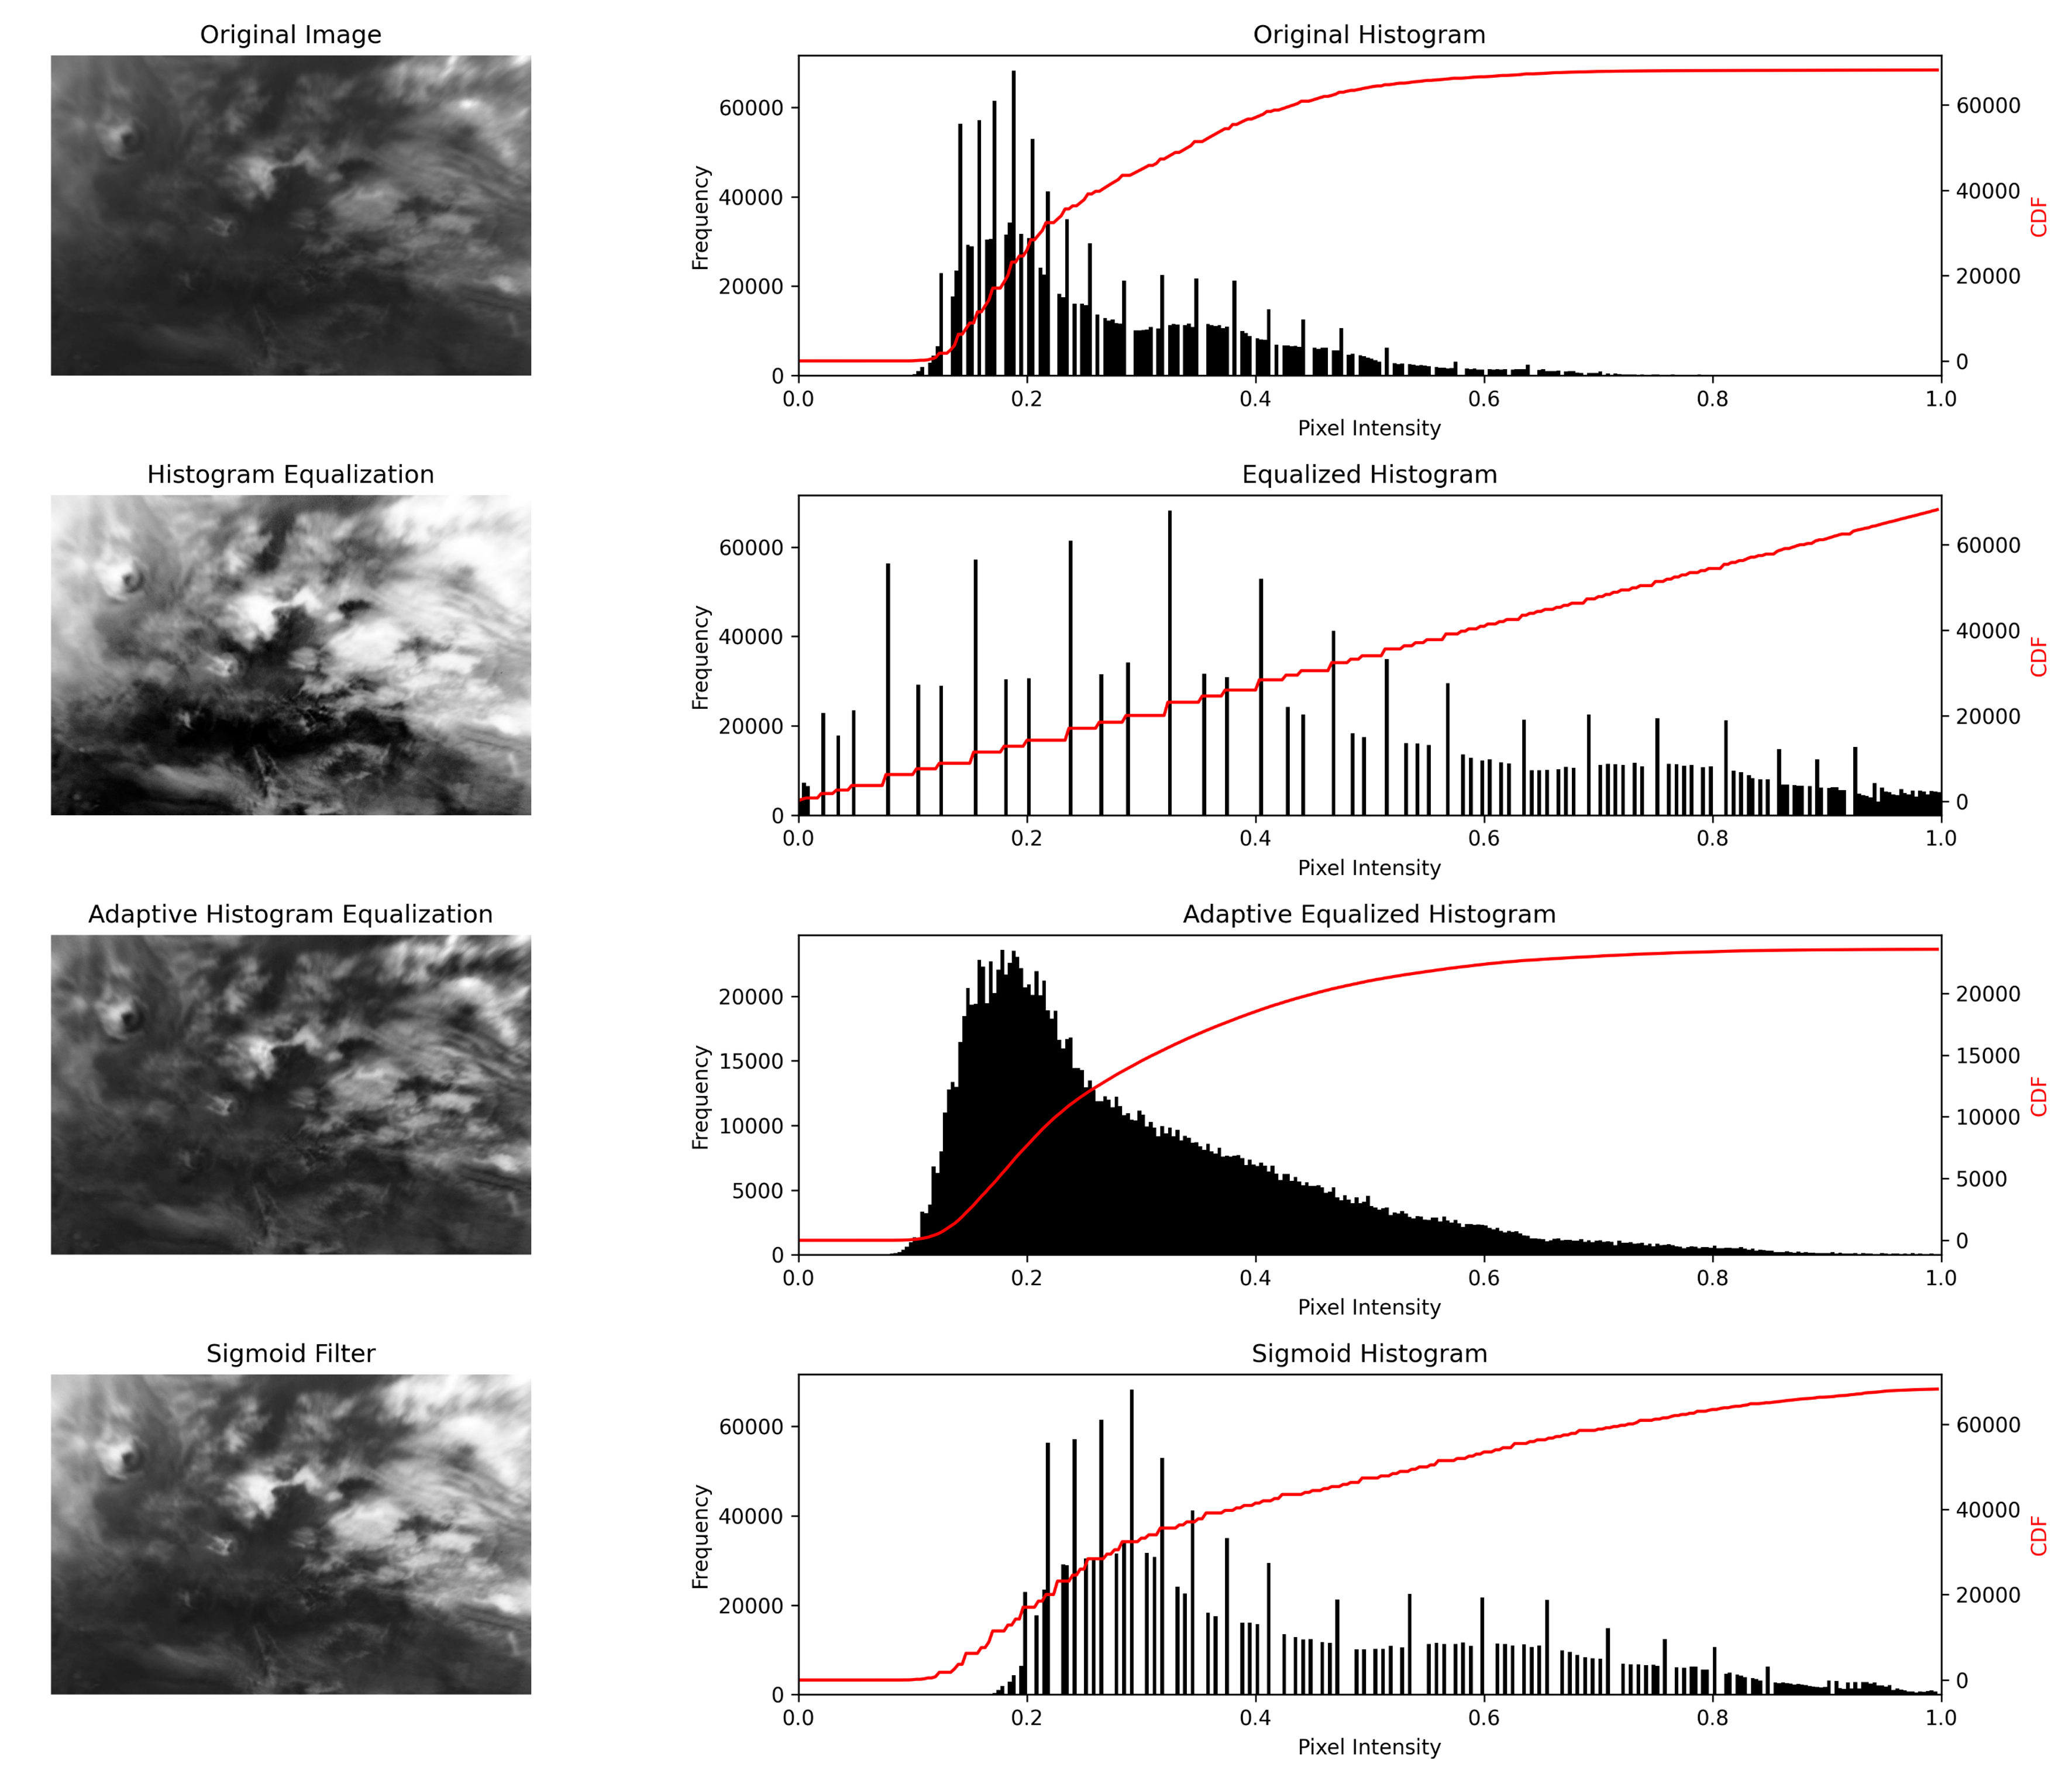 Original Image
Original Histogram
60000
40000
20000
0
Frequency
60000
40000
20000
0
CDF
0.0 0.2 0.4 0.6 0.8 1.0
Pixel Intensity
Histogram Equalization
Equalized Histogram
60000
40000
20000
0
Frequency
60000
40000
20000
0
CDF
0.0 0.2 0.4 0.6 0.8 1.0
Pixel Intensity
Adaptive Histogram Equalization
Adaptive Equalized Histogram
20000
15000
10000
5000
0
Frequency
20000
15000
10000
5000
0
CDF
0.0 0.2 0.4 0.6 0.8 1.0
Pixel Intensity
Sigmoid Filter
Sigmoid Histogram
60000
40000
20000
0
Frequency
60000
40000
20000
0
CDF
0.0 0.2 0.4 0.6 0.8 1.0
Pixel Intensity